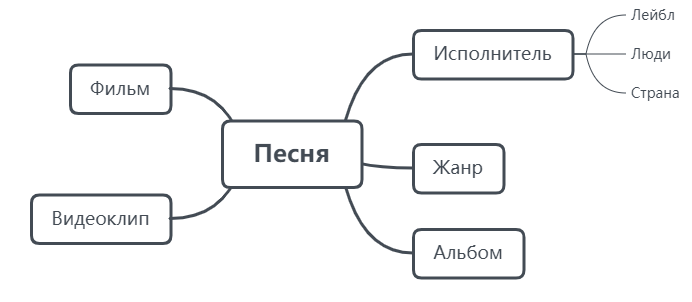 Лейбл
Исполнитель
Люди
Фильм
Страна
Песня
Жанр
Видеоклип
Альбом